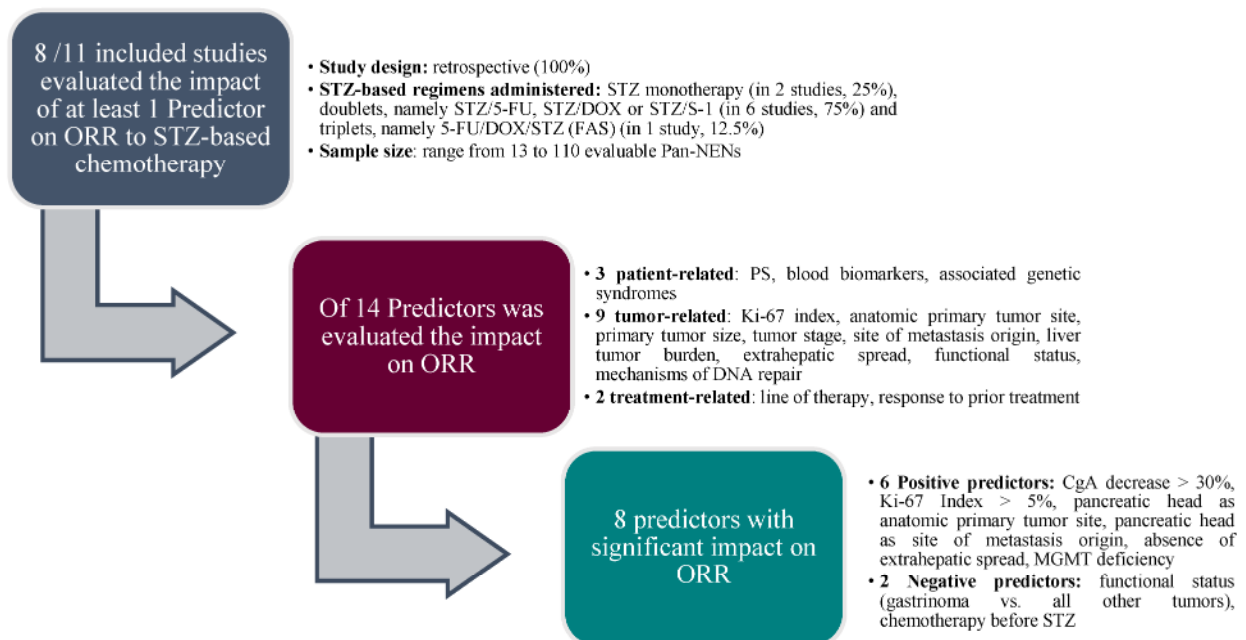 8 /11 included studies
evaluated the impact
of at least 1 Predictor
on ORR to STZ-based
chemotherapy
• Study design: retrospective (100%)
• STZ-based regimens administered: STZ monotherapy (in 2 studies, 25%),
doublets, namely STZ/5-FU, STZ/DOX or STZ/S-1 (in 6 studies, 75%) and
triplets, namely 5-FU/DOX/STZ (FAS) (in 1 study, 12.5%)
• Sample size: range from 13 to 110 evaluable Pan-NENs
Of 14 Predictors was
evaluated the impact
on ORR
• 3 patient-related: PS, blood biomarkers, associated genetic
syndromes
• 9 tumor-related: Ki-67 index, anatomic primary tumor site,
primary tumor size, tumor stage, site of metastasis origin, liver
tumor burden, extrahepatic spread, functional status,
mechanisms of DNA repair
• 2 treatment-related: line of therapy, response to prior treatment
8 predictors with
significant impact on
ORR
• 6 Positive predictors: CgA decrease > 30%,
Ki-67 Index > 5%, pancreatic head as
anatomic primary tumor site, pancreatic head
as site of metastasis origin, absence of
extrahepatic spread, MGMT deficiency
• 2 Negative predictors: functional status
(gastrinoma vs. all other tumors),
chemotherapy before STZ